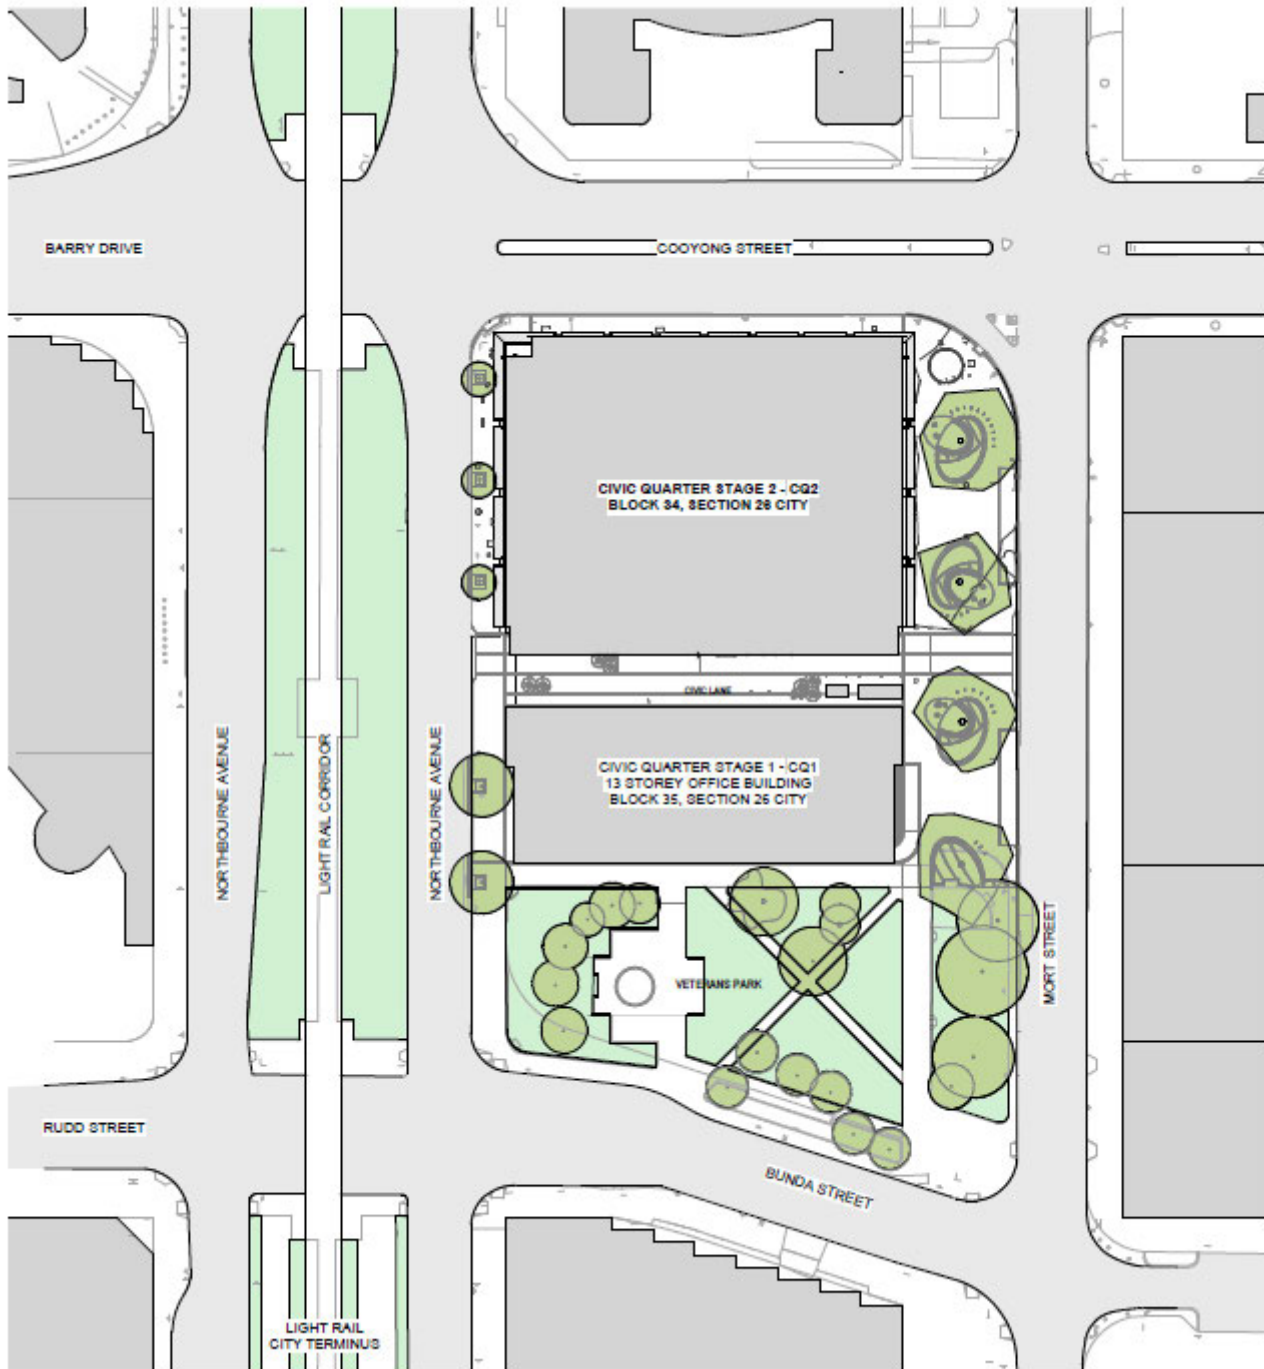 BARRY DRIVE
COOYONG STREET
CIVIC QUARTER STAGE 2 - CQ2
BLOCK 34, SECTION 26 CITY
CIVIC LANE
NORTHBOURNE AVENUE
LIGHT RAIL CORRIDOR
NORTHBOURNE AVENUE
CIVIC QUARTER STAGE 1 - CQ1
13 STOREY OFFICE BUILDING
BLOCK 35, SECTION 26 CITY
VETERANS PARK
MORT STREET
RUDD STREET
BUNDA STREET
LIGHT RAIL
CITY TERMINUS